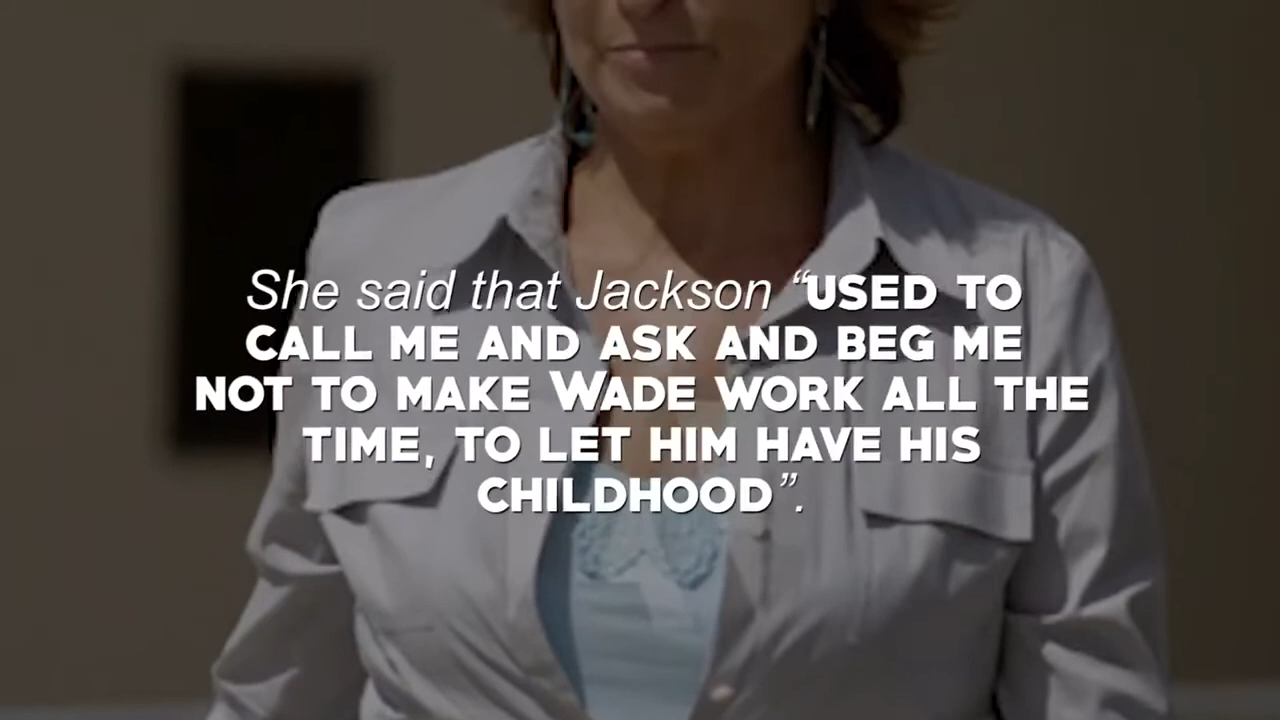 She said that Jackson “USED TO
CALL ME AND ASK AND BEG ME
NOT TO MAKE WADE WORK ALL THE
TIME, TO LET HIM HAVE HIS
CHILDHOOD”.